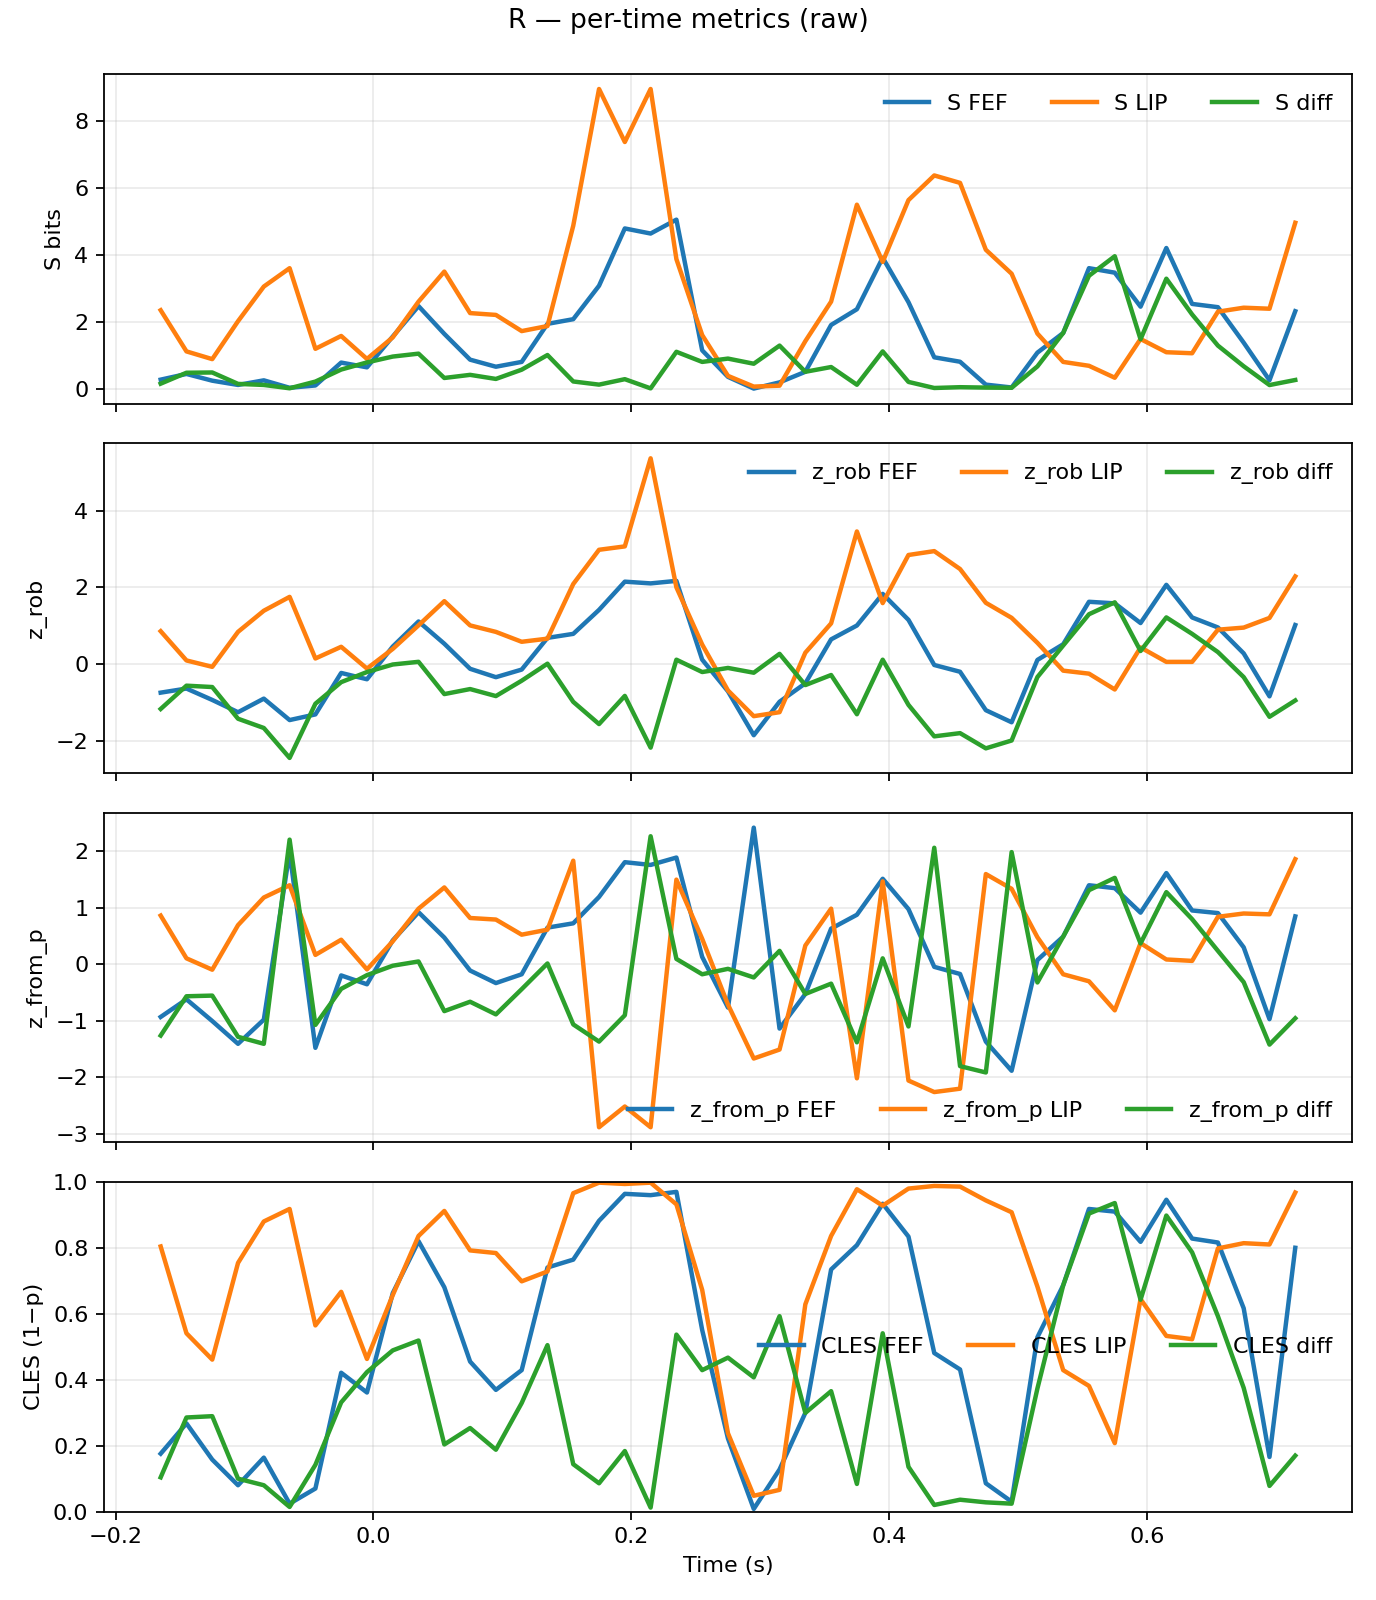 R — per-time metrics (raw)
S FEF S LIP S diff
8
6
4
2
0
S bits
z_rob FEF z_rob LIP z_rob diff
4
2
0
−2
z_rob
2
1
0
−1
−2
−3
z_from_p
z_from_p FEF z_from_p LIP z_from_p diff
1.0
0.8
0.6
0.4
0.2
0.0
CLES (1−p)
CLES FEF CLES LIP CLES diff
−0.2 0.0 0.2 0.4 0.6
Time (s)